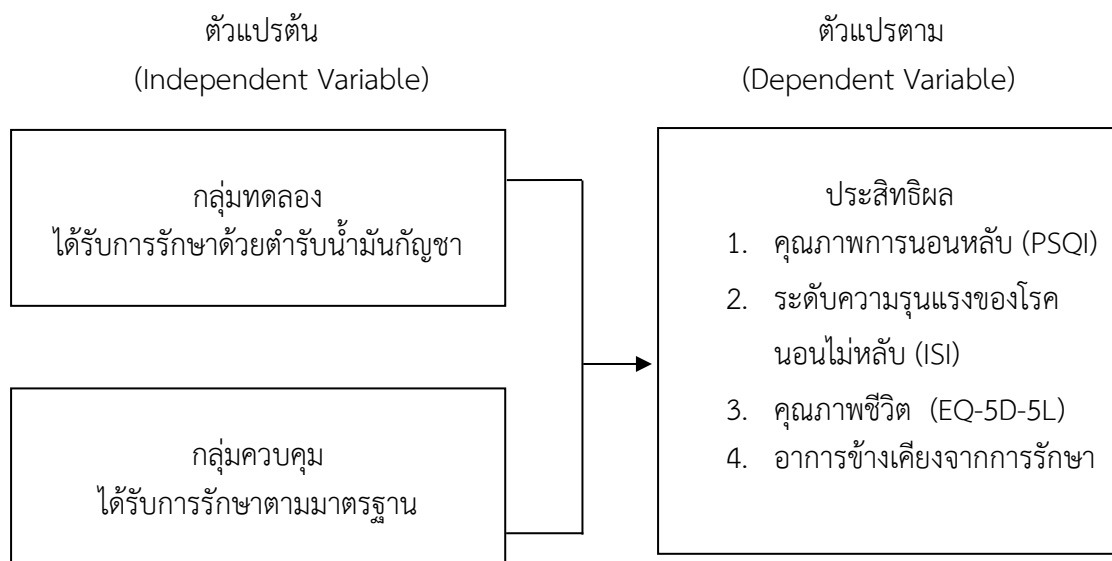 ตัวแปรต้น
(Independent Variable)
กลุ่มทดลอง
ได้รับการรักษาด้วยตำรับน้ำมันกัญชา
กลุ่มควบคุม
ได้รับการรักษาตามมาตรฐาน
ตัวแปรตาม
(Dependent Variable)
ประสิทธิผล
1. คุณภาพการนอนหลับ (PSQI)
2. ระดับความรุนแรงของโรค
นอนไม่หลับ (ISI)
3. คุณภาพชีวิต (EQ-5D-5L)
4. อาการข้างเคียงจากการรักษา